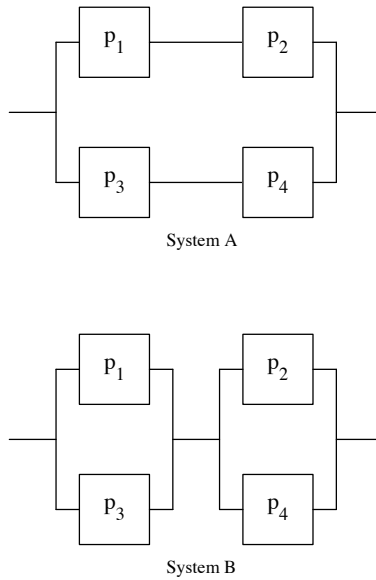 p₁ p₂
p₃ p₄
System A
p₁ p₂
p₃ p₄
System B